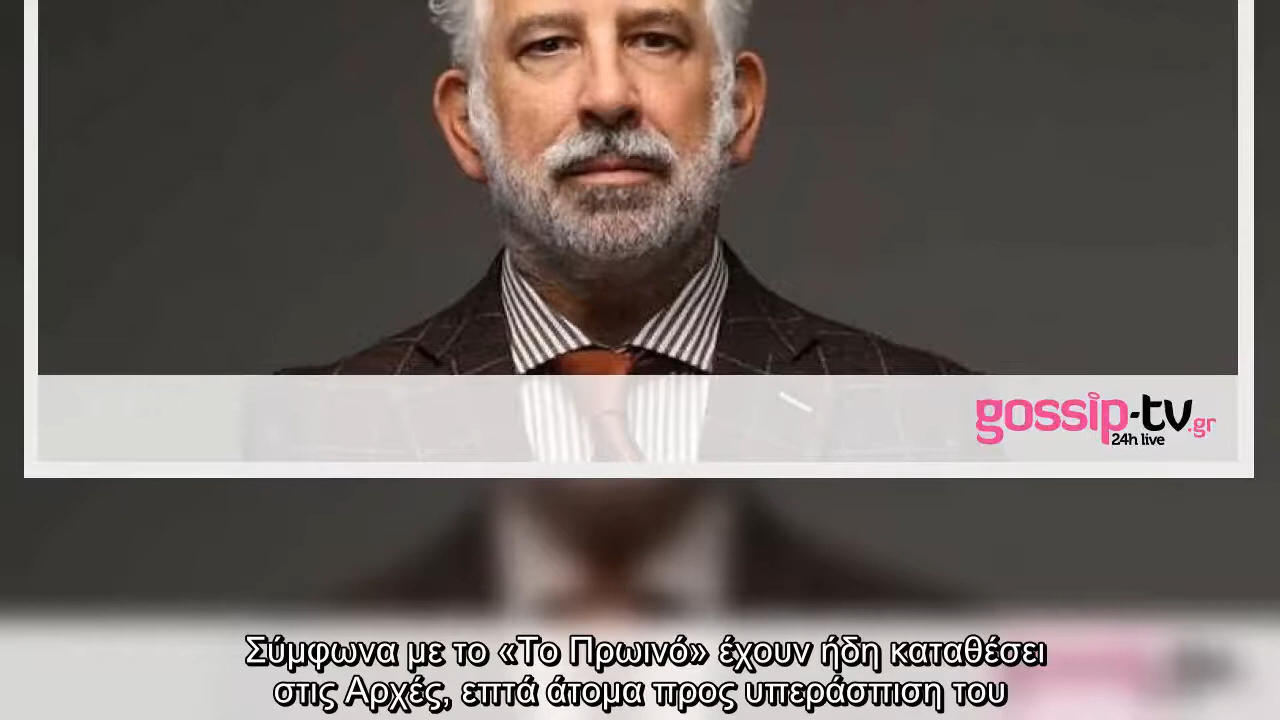 gossip-tv.gr
24h live
Σύμφωνα με το «Το Πρωινό» έχουν ήδη καταθέσει
στις Αρχές, επτά άτομα προς υπεράσπιση του